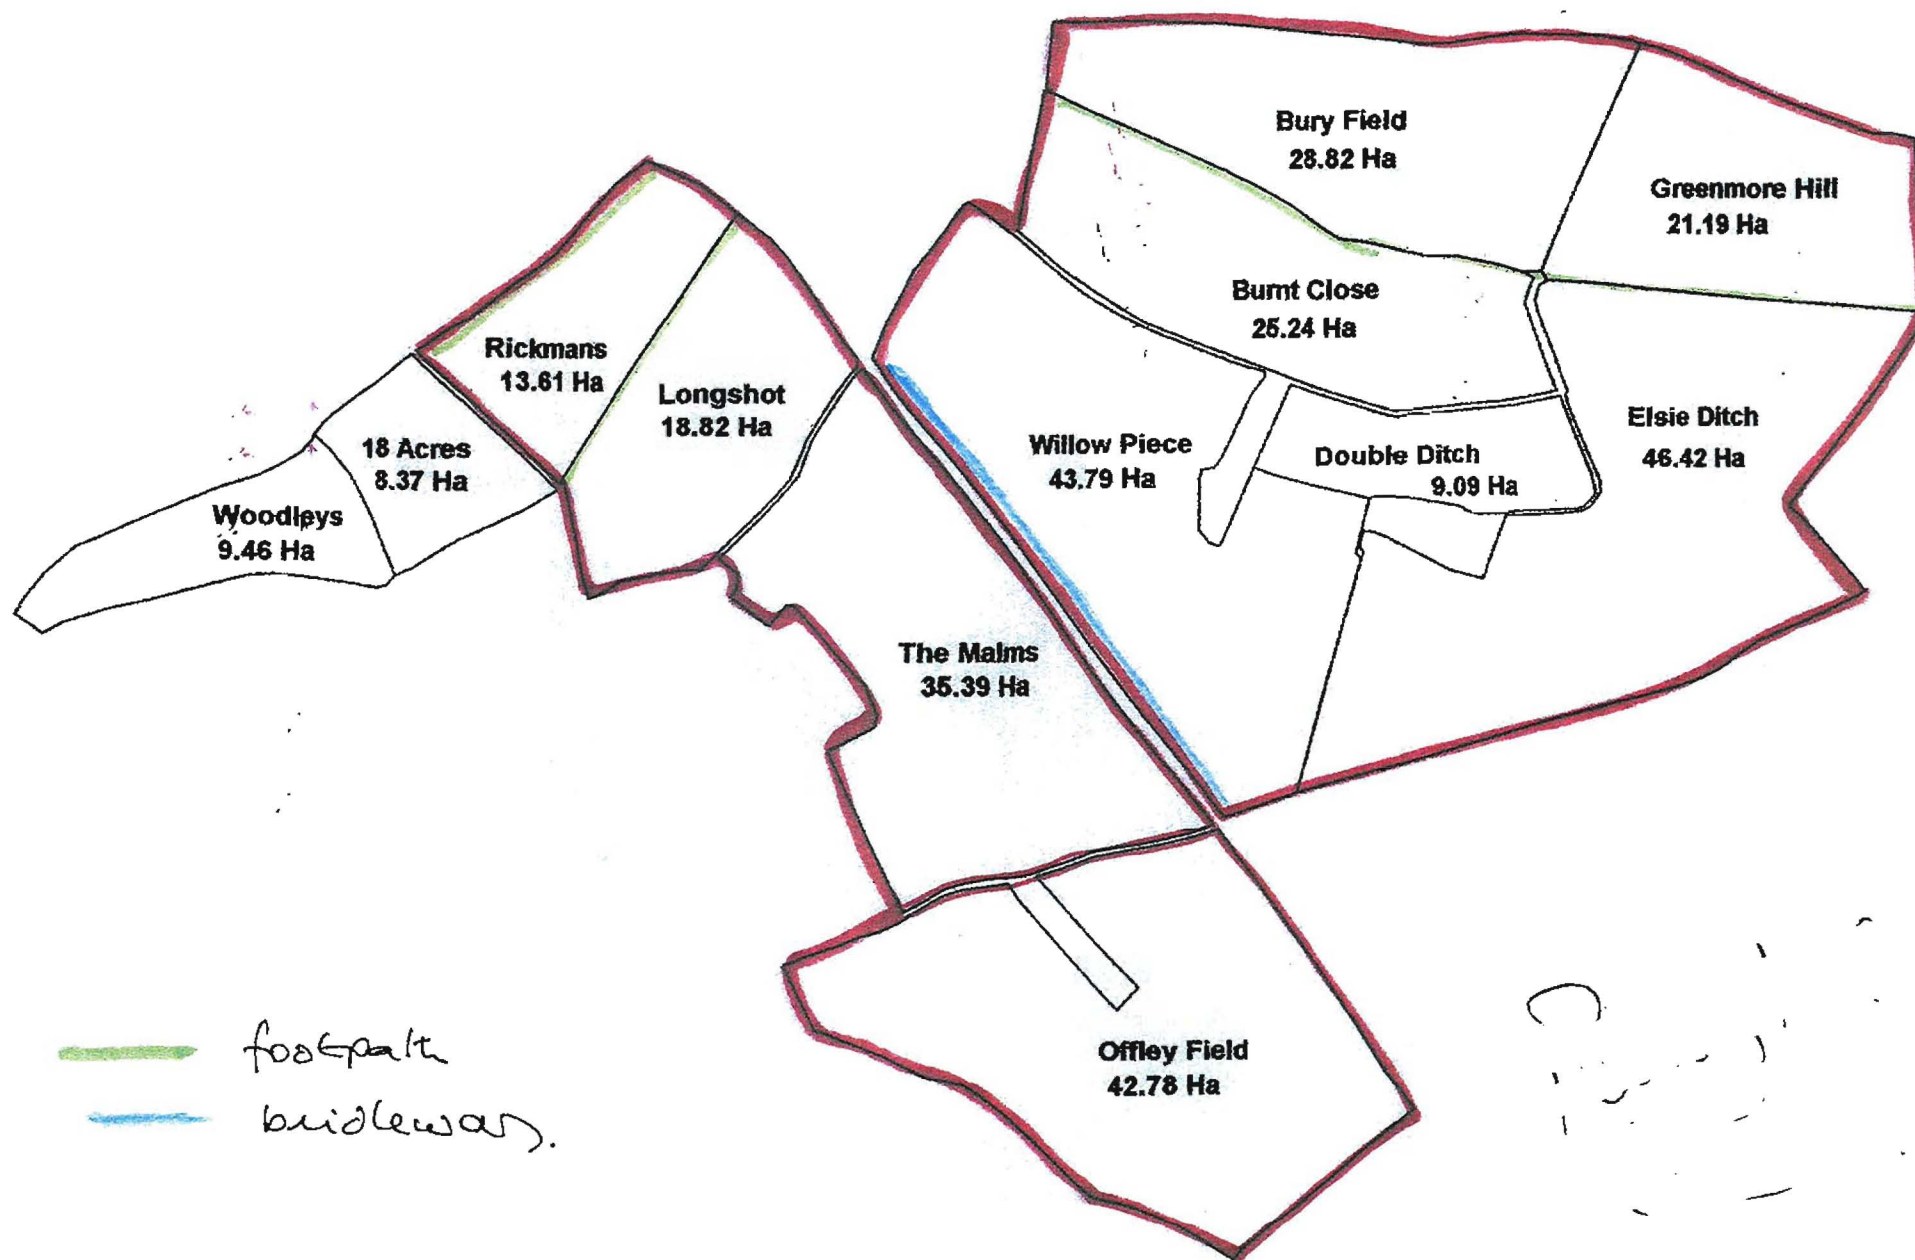 Bury Field
28.82 Ha
Greenmore Hill
21.19 Ha
Burnt Close
25.24 Ha
Rickmans
13.61 Ha
Longshot
18.82 Ha
Elsie Ditch
46.42 Ha
Willow Piece
43.79 Ha
Double Ditch
9.09 Ha
18 Acres
8.37 Ha
Woodleys
9.46 Ha
The Malms
35.39 Ha
Offley Field
42.78 Ha
footpath
bridleway.